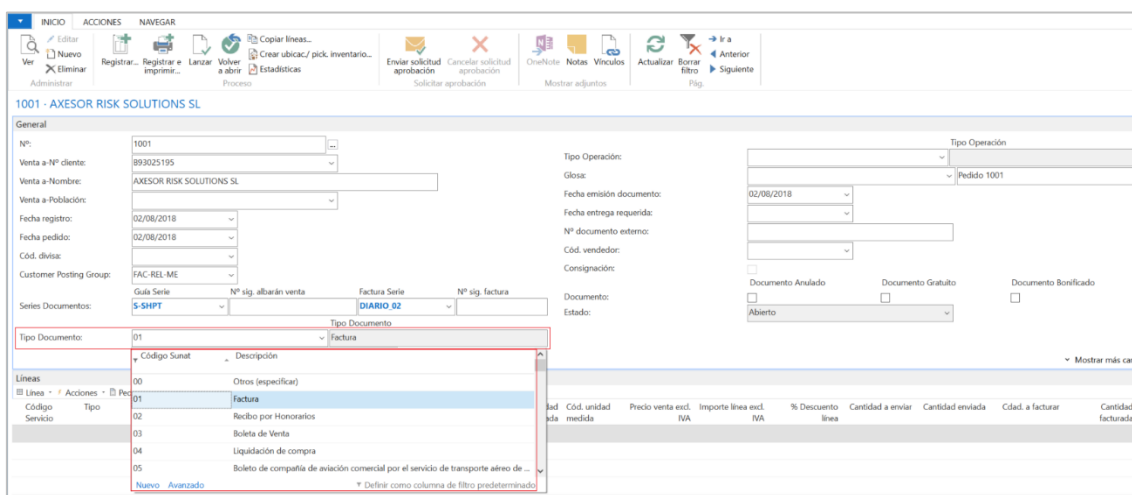 INICIO ACCIONES NAVEGAR
Ver
Editar
Nuevo
Eliminar
Administrar
Registrar... Registrar e imprimir... Lanzar Volver a abrir
Copiar líneas...
Crear ubicac./ pick. inventario...
Estadísticas
Proceso
Enviar solicitud aprobación
Cancelar solicitud aprobación
Solicitar aprobación
OneNote Notas Vínculos
Mostrar adjuntos
Actualizar Borrar filtro
Ir a
Anterior
Siguiente
Pág.
1001 - AXESOR RISK SOLUTIONS SL
General
Nº: 1001 ...
Venta a-Nº cliente: B93025195
Venta a-Nombre: AXESOR RISK SOLUTIONS SL
Venta a-Población:
Fecha registro: 02/08/2018
Fecha pedido: 02/08/2018
Cód. divisa:
Customer Posting Group: FAC-REL-ME
Guía Serie Nº sig. albarán venta Factura Serie Nº sig. factura
Series Documentos: S-SHPT DIARIO_02
Tipo Documento
Tipo Documento: 01 Factura
Tipo Operación
Tipo Operación:
Glosa: Pedido 1001
Fecha emisión documento: 02/08/2018
Fecha entrega requerida:
Nº documento externo:
Cód. vendedor:
Consignación:
Documento Anulado Documento Gratuito Documento Bonificado
Documento:
Estado: Abierto
Mostrar más
Código Sunat Descripción
00 Otros (especificar)
01 Factura
02 Recibo por Honorarios
03 Boleta de Venta
04 Liquidación de compra
05 Boleto de compañía de aviación comercial por el servicio de transporte aéreo de ...
Nuevo Avanzado Definir como columna de filtro predeterminado
Líneas
Línea Acciones
Código Servicio Tipo Cód. unidad medida Precio venta excl. IVA Importe línea excl. IVA % Descuento línea Cantidad a enviar Cantidad enviada Cdad. a facturar Cantidad facturada